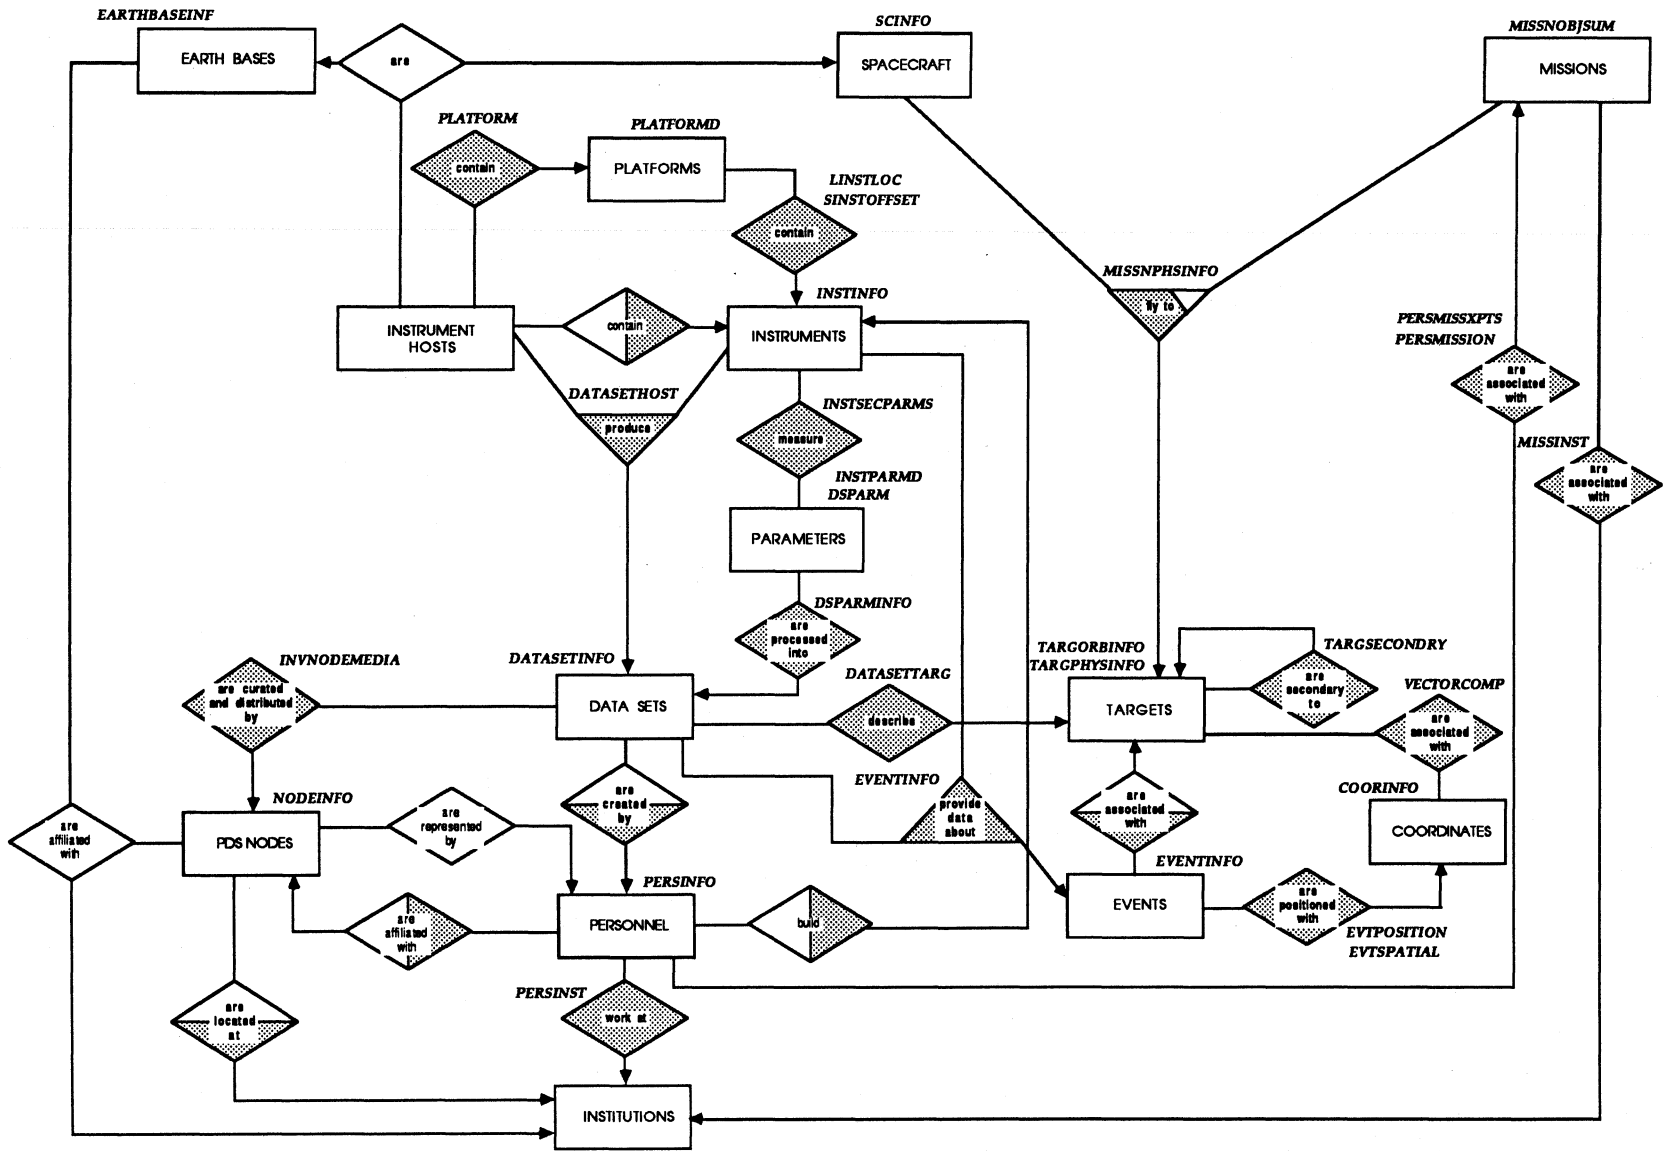 EARTHBASEINF
SCINFO
MISSNOBJSUM
EARTH BASES
are
SPACECRAFT
MISSIONS
PLATFORM
PLATFORMD
contain
PLATFORMS
LINSTLOC
SINSTOFFSET
contain
MISSNPHSINFO
fly to
INSTINFO
INSTRUMENT
HOSTS
contain
INSTRUMENTS
PERSMISSXPTS
PERSMISSION
are
associated
with
DATASETHOST
produce
INSTSECPARMS
measure
MISSINST
are
associated
with
INSTPARMD
DSPARM
PARAMETERS
DSPARMINFO
are
processed
into
TARGORBINFO
TARGPHYSINFO
TARGSECONDRY
are
secondary
to
INVNODEMEDIA
are curated
and distributed
by
DATASETINFO
DATA SETS
DATASETTARG
describe
TARGETS
VECTORCOMP
are
associated
with
EVENTINFO
provide
data
about
are
created
by
are
associated
with
COORINFO
COORDINATES
NODEINFO
are
affiliated
with
PDS NODES
are
represented
by
PERSINFO
EVENTINFO
are
affiliated
with
PERSONNEL
build
EVENTS
are
positioned
with
EVTPOSITION
EVTSPATIAL
PERSINST
are
located
at
work at
INSTITUTIONS